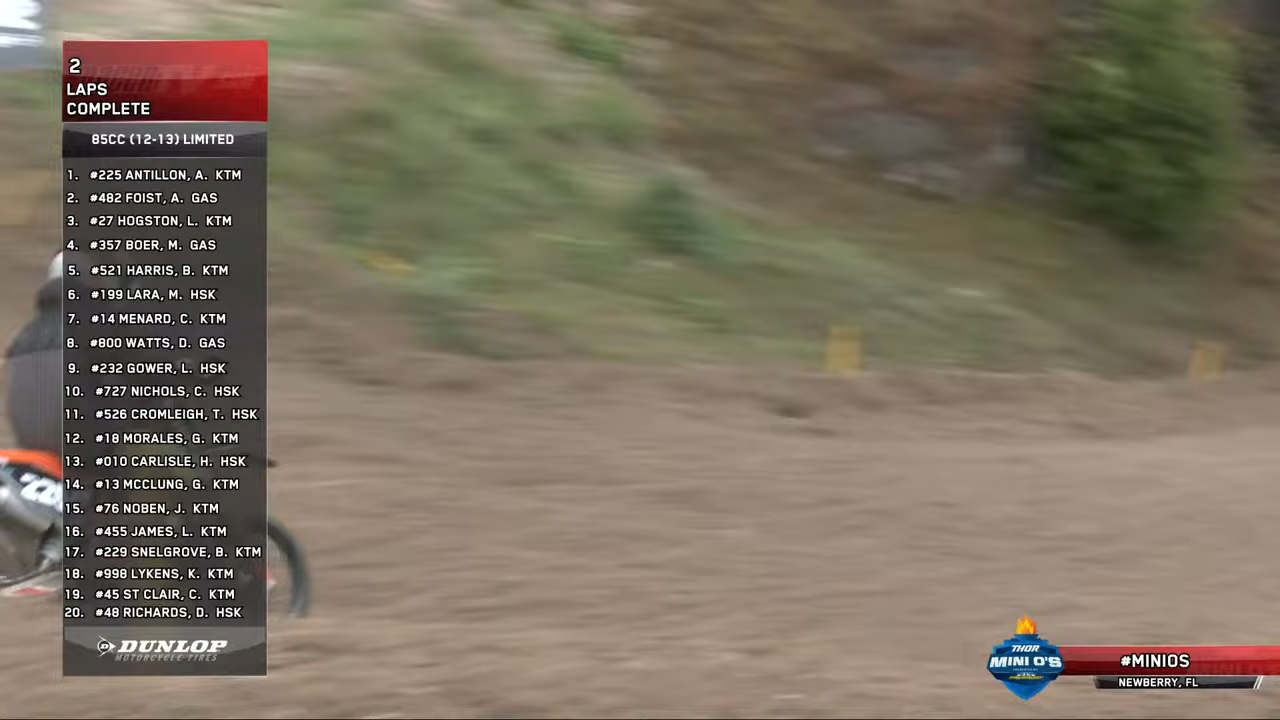 2
LAPS
COMPLETE
85CC (12-13) LIMITED
1. #225 ANTILLON, A. KTM
2. #482 FOIST, A. GAS
3. #27 HOGSTON, L. KTM
4. #357 BOER, M. GAS
5. #521 HARRIS, B. KTM
6. #199 LARA, M. HSK
7. #14 MENARD, C. KTM
8. #800 WATTS, D. GAS
9. #232 GOWER, L. HSK
10. #727 NICHOLS, C. HSK
11. #526 CROMLEIGH, T. HSK
12. #18 MORALES, G. KTM
13. #010 CARLISLE, H. HSK
14. #13 MCCLUNG, G. KTM
15. #76 NOBEN, J. KTM
16. #455 JAMES, L. KTM
17. #229 SNELGROVE, B. KTM
18. #998 LYKENS, K. KTM
19. #45 ST CLAIR, C. KTM
20. #48 RICHARDS, D. HSK
DUNLOP
MOTORCYCLE TIRES
THOR
MINI O'S
#MINIOS
NEWBERRY, FL